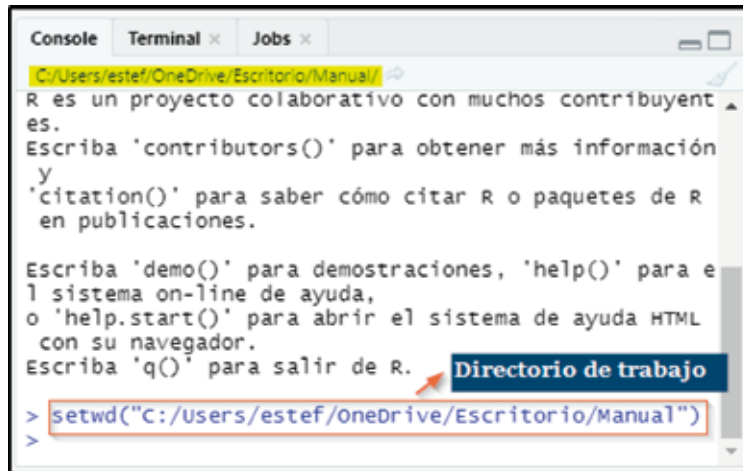 Console Terminal Jobs
C:/Users/estef/OneDrive/Escritorio/Manual/
R es un proyecto colaborativo con muchos contribuyent
es.
Escriba 'contributors()' para obtener más información
y
'citation()' para saber cómo citar R o paquetes de R
en publicaciones.
Escriba 'demo()' para demostraciones, 'help()' para e
l sistema on-line de ayuda,
o 'help.start()' para abrir el sistema de ayuda HTML
con su navegador.
Escriba 'q()' para salir de R.
Directorio de trabajo
> setwd("C:/Users/estef/OneDrive/Escritorio/Manual")
>